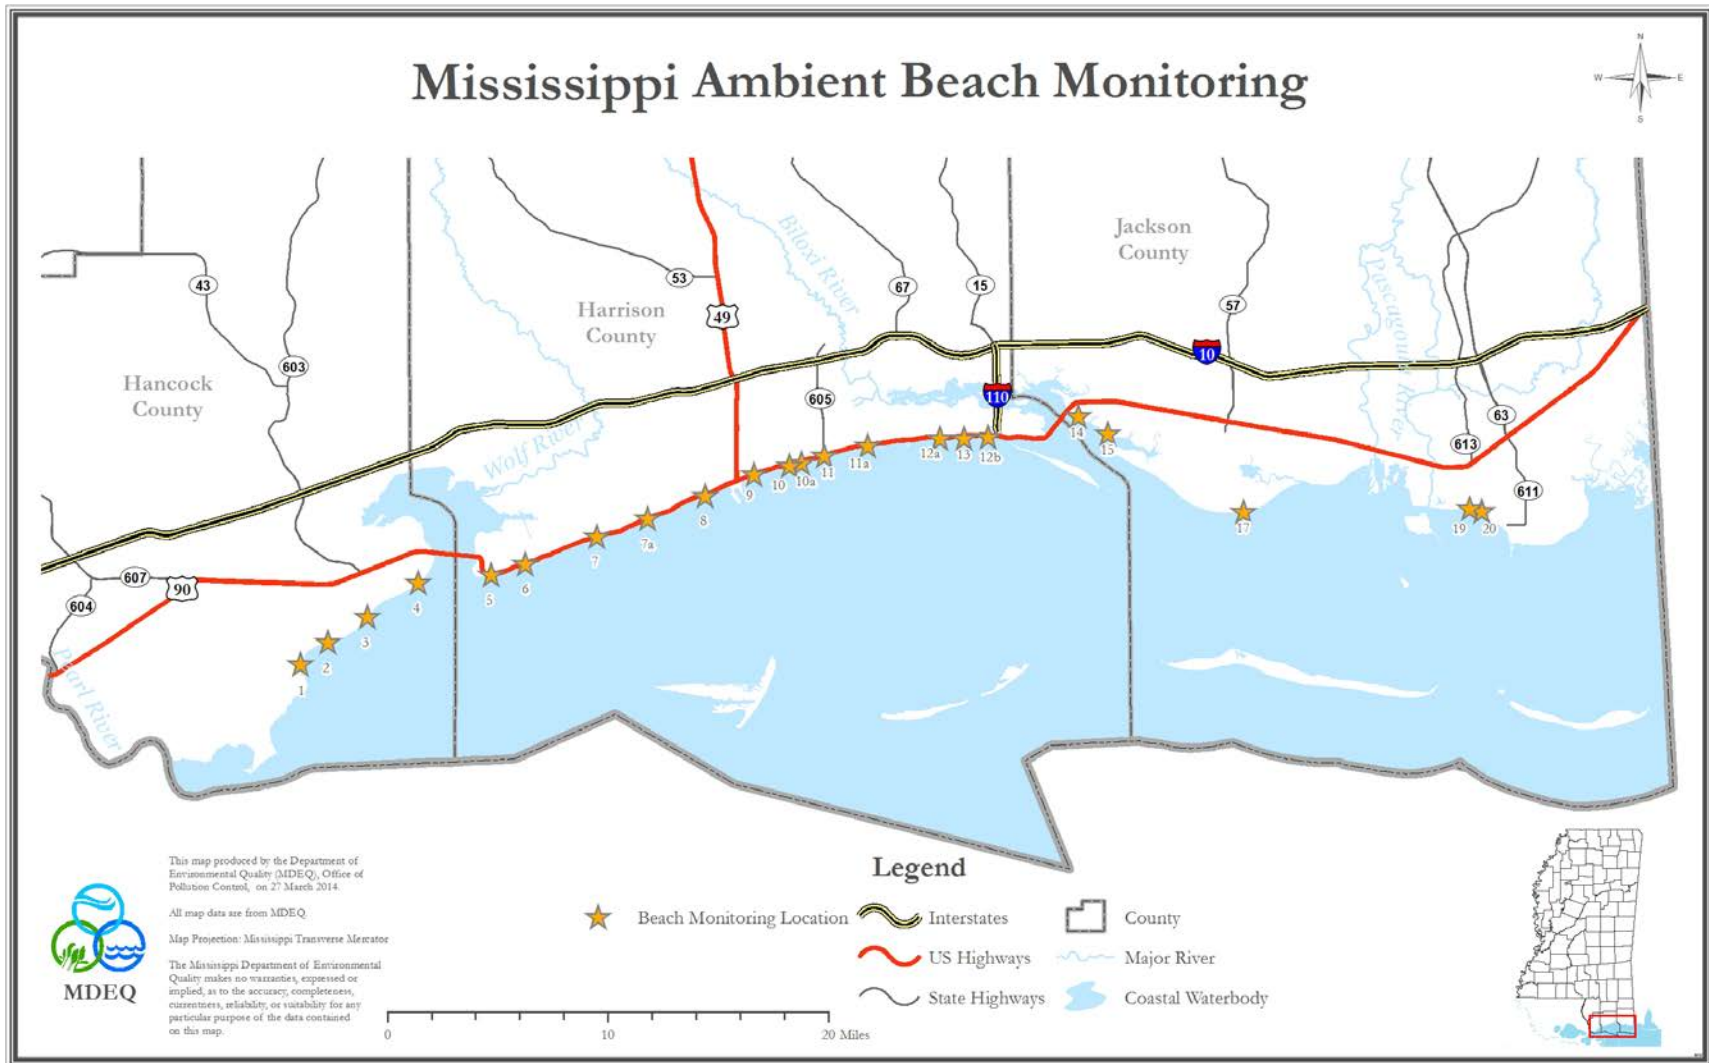 Mississippi Ambient Beach Monitoring
N
W
E
S
Jackson
County
Biloxi River
Pascagoula River
43
53
67
15
57
Harrison
County
49
603
10
Hancock
County
605
110
63
613
Wolf River
14
15
12a
13
12b
11a
11
10a
10
9
8
7a
7
6
5
4
3
2
1
17
19
20
611
607
90
604
Pearl River
Legend
Beach Monitoring Location
Interstates
County
US Highways
Major River
State Highways
Coastal Waterbody
MDEQ
This map produced by the Department of
Environmental Quality (MDEQ), Office of
Pollution Control, on 27 March 2014.
All map data are from MDEQ.
Map Projection: Mississippi Transverse Mercator
The Mississippi Department of Environmental
Quality makes no warranties, expressed or
implied, as to the accuracy, completeness,
currentness, reliability, or suitability for any
particular purpose of the data contained
on this map.
0
10
20 Miles